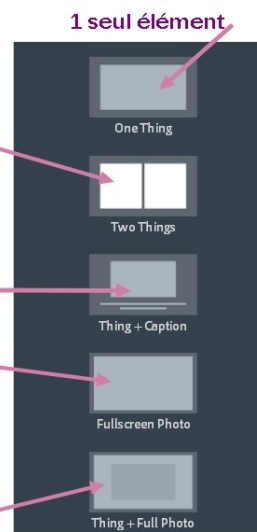 1 seul élément
One Thing
Two Things
Thing + Caption
Fullscreen Photo
Thing + Full Photo